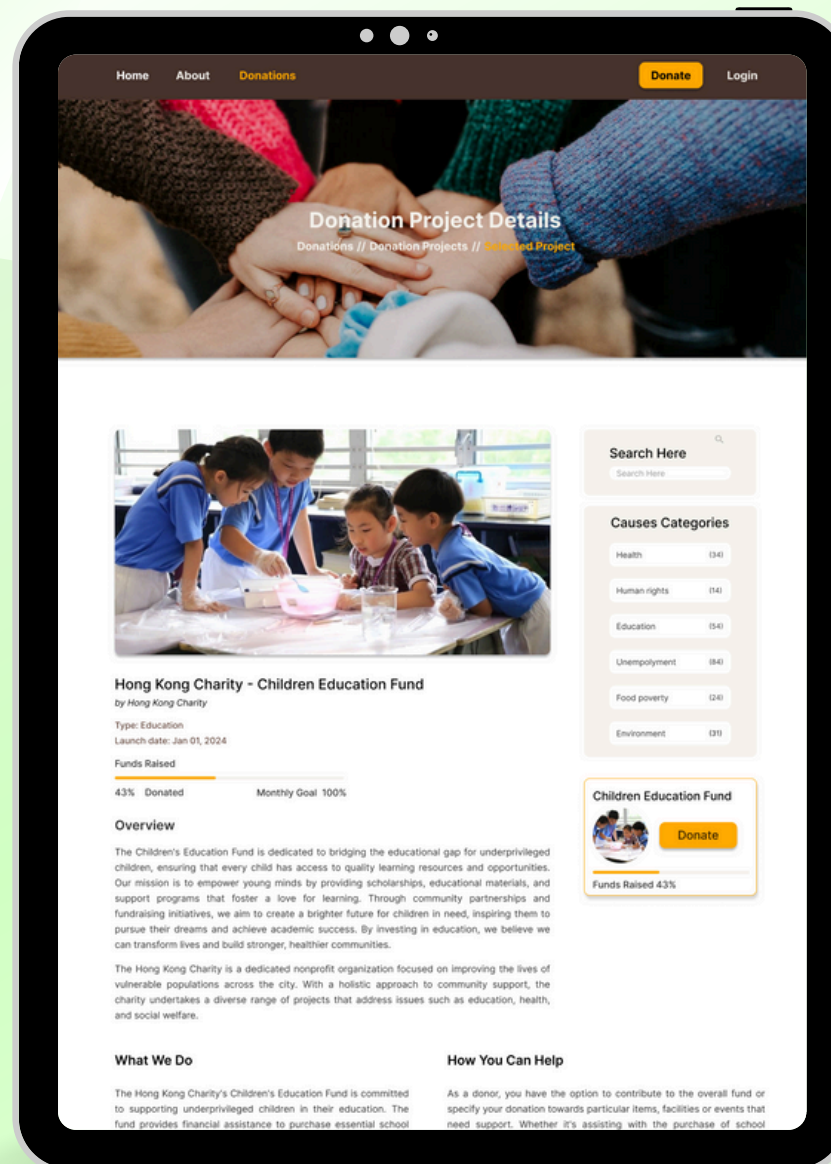 Home About Donations Donate Login
Donation Project Details
Donations // Donation Projects // Selected Project
Search Here
Search Here
Causes Categories
Health (34)
Human rights (14)
Education (54)
Unempolyment (84)
Food poverty (24)
Environment (31)
Hong Kong Charity - Children Education Fund
by Hong Kong Charity
Type: Education
Launch date: Jan 01, 2024
Funds Raised
43% Donated Monthly Goal 100%
Children Education Fund
Donate
Funds Raised 43%
Overview
The Children's Education Fund is dedicated to bridging the educational gap for underprivileged
children, ensuring that every child has access to quality learning resources and opportunities.
Our mission is to empower young minds by providing scholarships, educational materials, and
support programs that foster a love for learning. Through community partnerships and
fundraising initiatives, we aim to create a brighter future for children in need, inspiring them to
pursue their dreams and achieve academic success. By investing in education, we believe we
can transform lives and build stronger, healthier communities.
The Hong Kong Charity is a dedicated nonprofit organization focused on improving the lives of
vulnerable populations across the city. With a holistic approach to community support, the
charity undertakes a diverse range of projects that address issues such as education, health,
and social welfare.
What We Do
The Hong Kong Charity's Children's Education Fund is committed
to supporting underprivileged children in their education. The
fund provides financial assistance to purchase essential school
How You Can Help
As a donor, you have the option to contribute to the overall fund or
specify your donation towards particular items, facilities or events that
need support. Whether it's assisting with the purchase of school